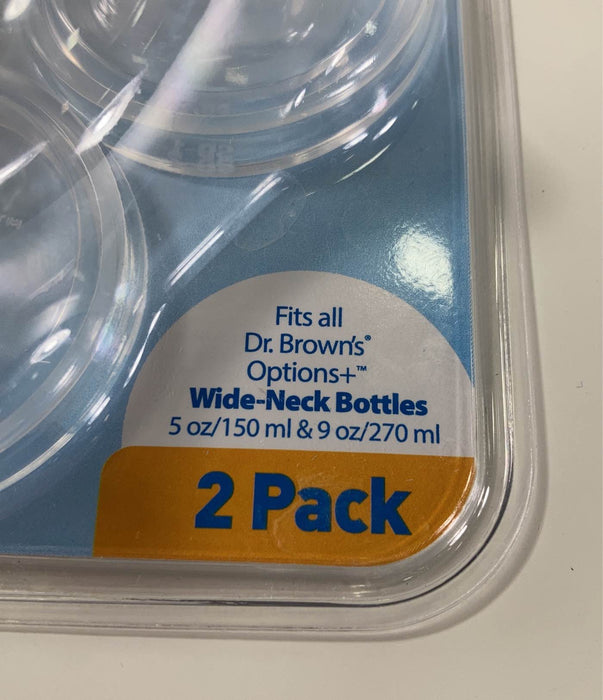 Fits all
Dr. Brown's®
Options+™
Wide-Neck Bottles
5 oz/150 ml & 9 oz/270 ml
2 Pack